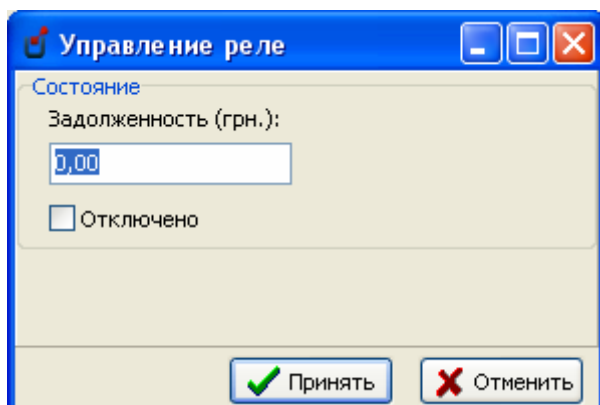 Управление реле
Состояние
Задолженность (грн.):
0,00
Отключено
Принять
Отменить